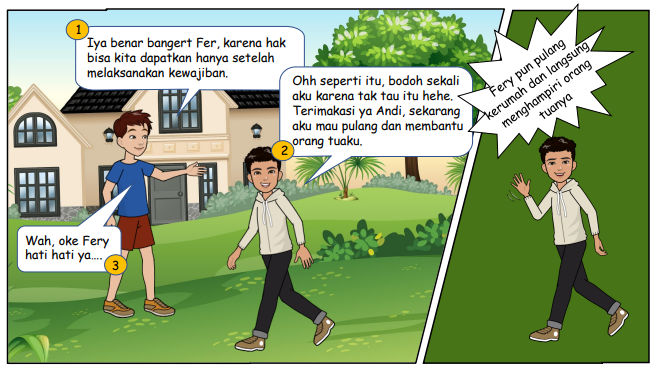 1
Iya benar bangert Fer, karena hak
bisa kita dapatkan hanya setelah
melaksanakan kewajiban.
Ohh seperti itu, bodoh sekali
aku karena tak tau itu hehe.
Terimakasi ya Andi, sekarang
aku mau pulang dan membantu
orang tuaku.
2
Wah, oke Fery
hati hati ya....
3
Fery pun pulang
kerumah dan langsung
menghampiri orang
tuanya